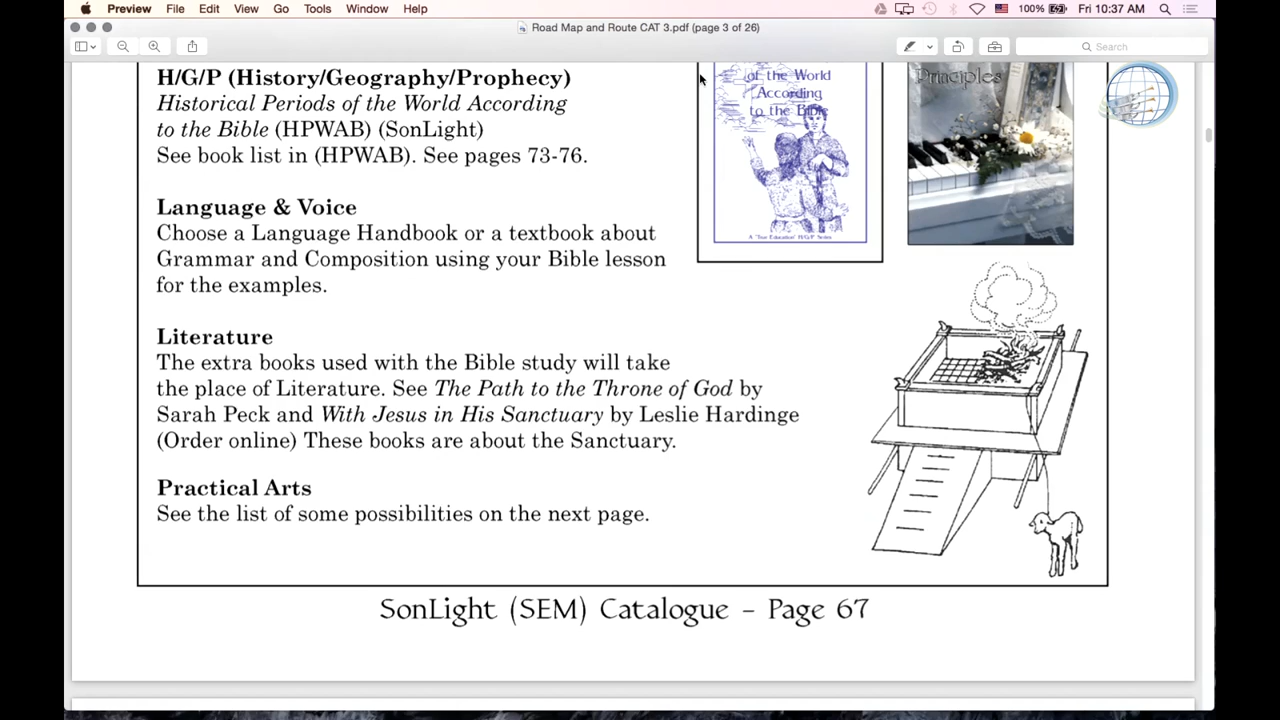 Preview File Edit View Go Tools Window Help 100% Fri 10:37 AM
Road Map and Route CAT 3.pdf (page 3 of 26)
Search
H/G/P (History/Geography/Prophecy)
Historical Periods of the World According
to the Bible (HPWAB) (SonLight)
See book list in (HPWAB). See pages 73-76.
Language & Voice
Choose a Language Handbook or a textbook about
Grammar and Composition using your Bible lesson
for the examples.
Literature
The extra books used with the Bible study will take
the place of Literature. See The Path to the Throne of God by
Sarah Peck and With Jesus in His Sanctuary by Leslie Hardinge
(Order online) These books are about the Sanctuary.
Practical Arts
See the list of some possibilities on the next page.
of the World
According
to the Bible
A "True Education" H/G/P Series
Principles
SonLight (SEM) Catalogue – Page 67